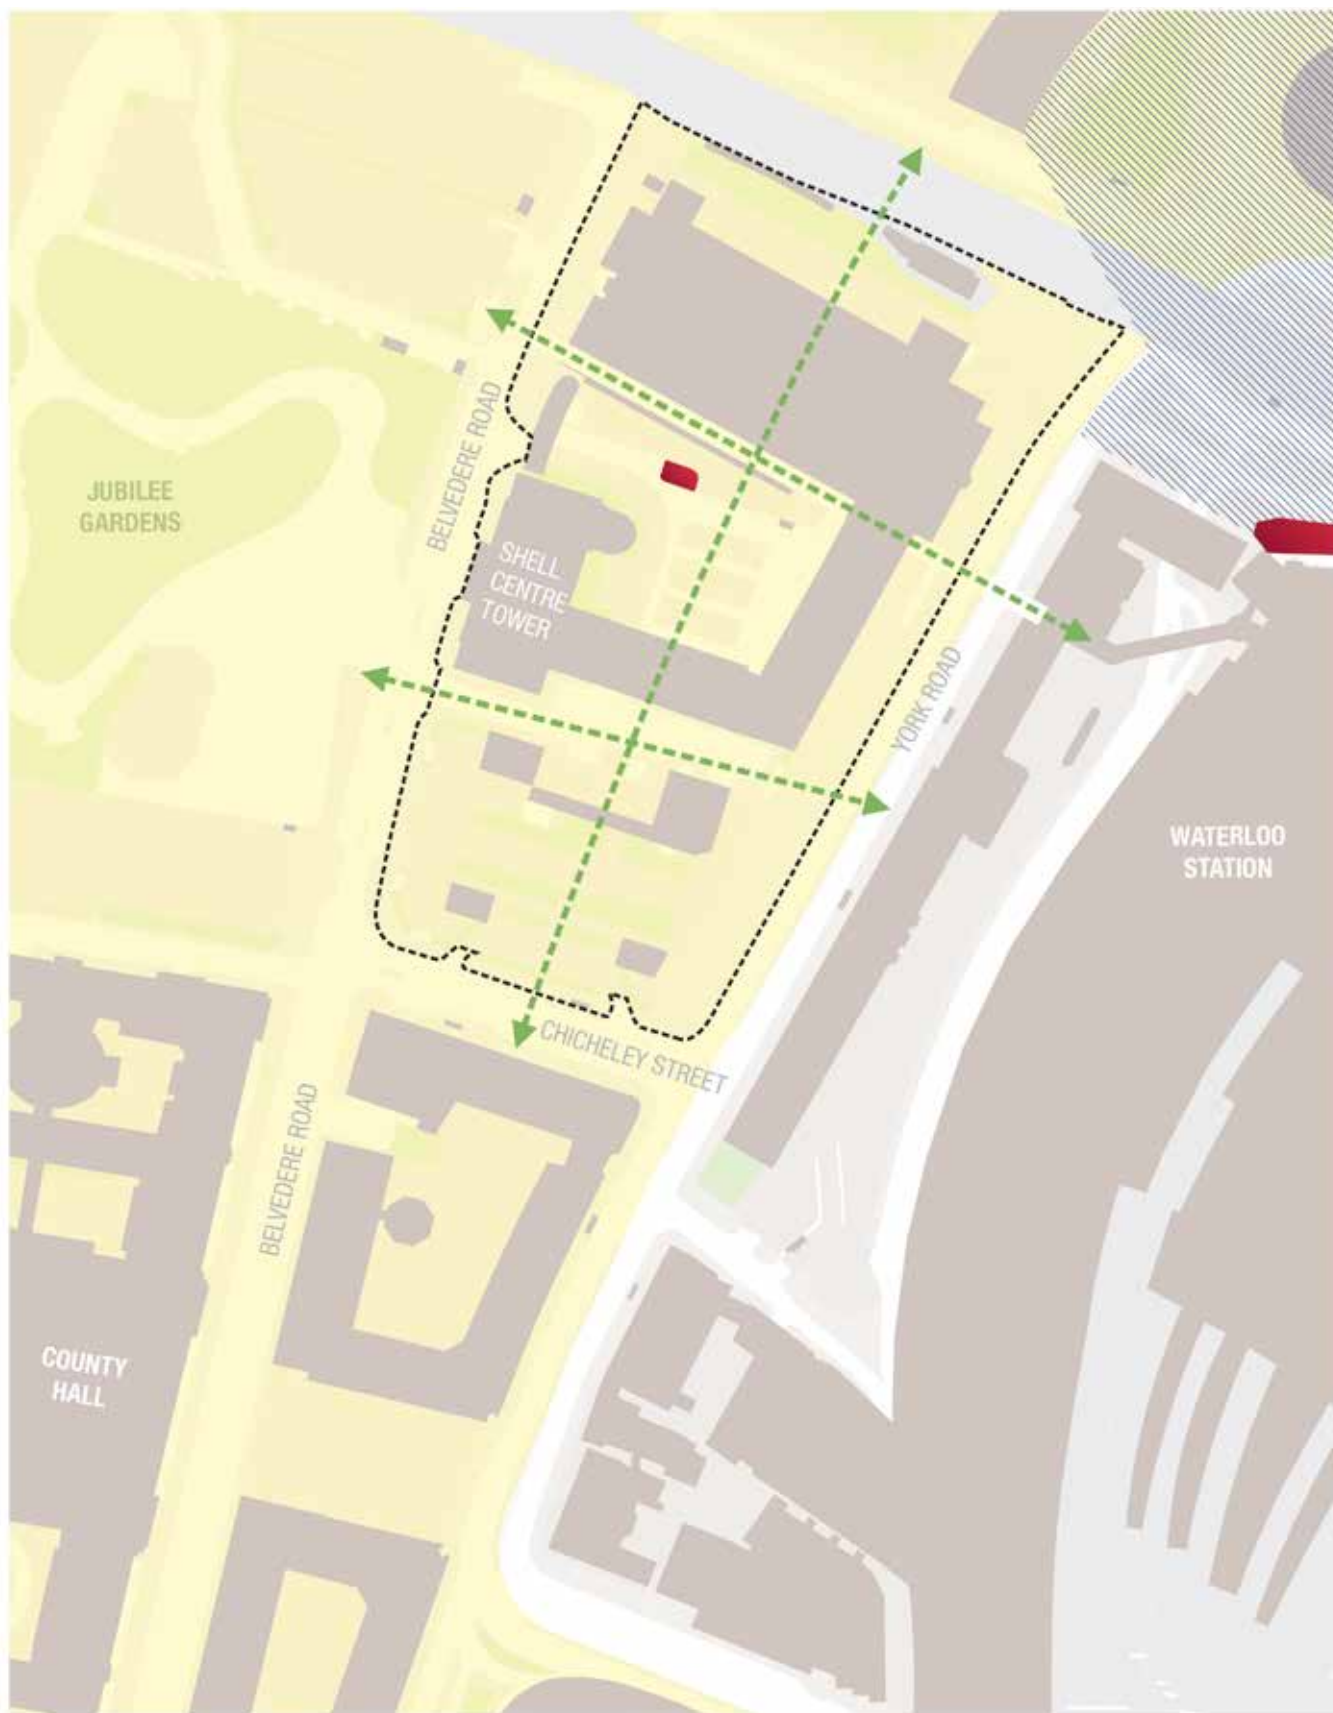 BELVEDERE ROAD
JUBILEE
GARDENS
SHELL
CENTRE
TOWER
YORK ROAD
WATERLOO
STATION
CHICHELEY STREET
BELVEDERE ROAD
COUNTY
HALL